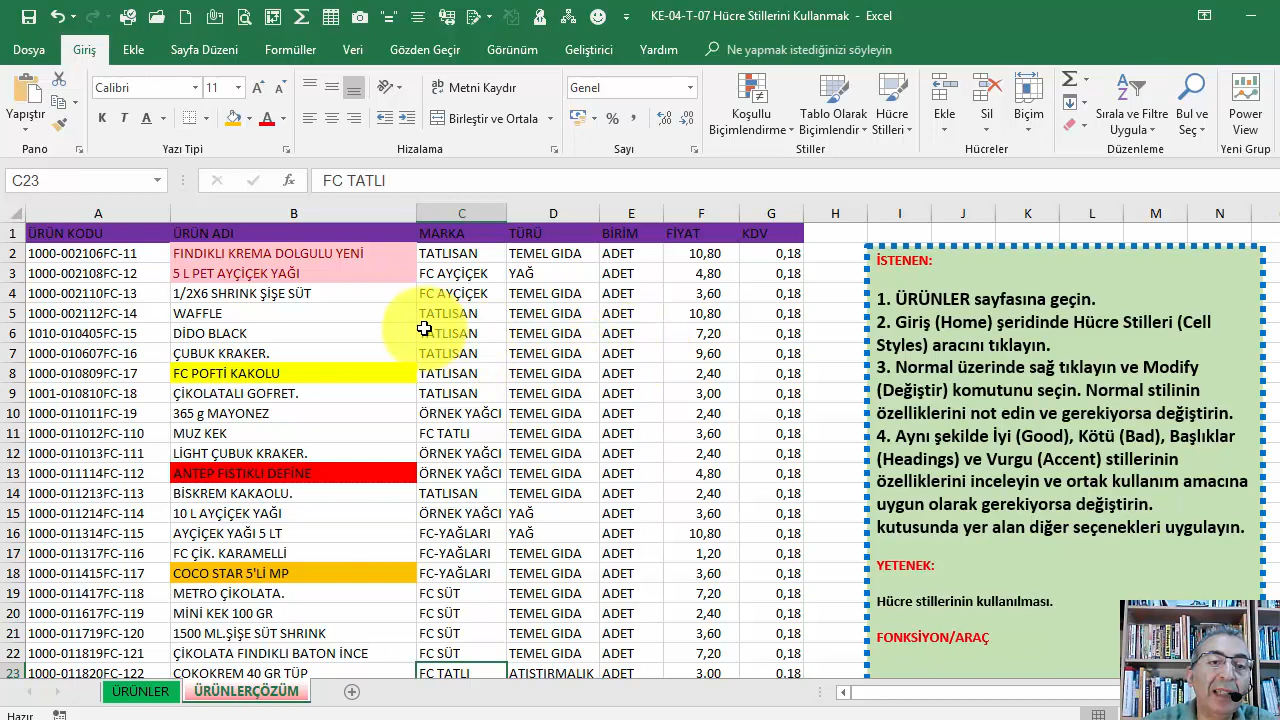 KE-04-T-07 Hücre Stillerini Kullanmak - Excel
Dosya Giriş Ekle Sayfa Düzeni Formüller Veri Gözden Geçir Görünüm Geliştirici Yardım Ne yapmak istediğinizi söyleyin
Calibri 11 Metni Kaydır Genel
Yapıştır Birleştir ve Ortala Koşullu Biçimlendirme Tablo Olarak Biçimlendir Hücre Stilleri Ekle Sil Biçim Sırala ve Filtre Uygula Bul ve Seç Power View
Pano Yazı Tipi Hizalama Sayı Stiller Hücreler Düzenleme Yeni Grup
C23 FC TATLI
A B C D E F G H I J K L M N
1 ÜRÜN KODU ÜRÜN ADI MARKA TÜRÜ BİRİM FİYAT KDV
2 1000-002106FC-11 FINDIKLI KREMA DOLGULU YENİ TATLISAN TEMEL GIDA ADET 10,80 0,18
3 1000-002108FC-12 5 L PET AYÇİÇEK YAĞI FC AYÇİÇEK YAĞ ADET 4,80 0,18
4 1000-002110FC-13 1/2X6 SHRINK ŞİŞE SÜT FC AYÇİÇEK TEMEL GIDA ADET 3,60 0,18
5 1000-002112FC-14 WAFFLE TATLISAN TEMEL GIDA ADET 10,80 0,18
6 1010-010405FC-15 DİDO BLACK TATLISAN TEMEL GIDA ADET 7,20 0,18
7 1000-010607FC-16 ÇUBUK KRAKER. TATLISAN TEMEL GIDA ADET 9,60 0,18
8 1000-010809FC-17 FC POFTİ KAKOLU TATLISAN TEMEL GIDA ADET 2,40 0,18
9 1001-010810FC-18 ÇİKOLATALI GOFRET. TATLISAN TEMEL GIDA ADET 3,00 0,18
10 1000-011011FC-19 365 g MAYONEZ ÖRNEK YAĞCI TEMEL GIDA ADET 2,40 0,18
11 1000-011012FC-110 MUZ KEK FC TATLI TEMEL GIDA ADET 3,60 0,18
12 1000-011013FC-111 LİGHT ÇUBUK KRAKER. ÖRNEK YAĞCI TEMEL GIDA ADET 2,40 0,18
13 1000-011114FC-112 ANTEP FISTIKLI DEFİNE ÖRNEK YAĞCI TEMEL GIDA ADET 4,80 0,18
14 1000-011213FC-113 BİSKREM KAKAOLU. TATLISAN TEMEL GIDA ADET 2,40 0,18
15 1000-011214FC-114 10 L AYÇİÇEK YAĞI ÖRNEK YAĞCI YAĞ ADET 3,60 0,18
16 1000-011314FC-115 AYÇİÇEK YAĞI 5 LT FC-YAĞLARI YAĞ ADET 10,80 0,18
17 1000-011317FC-116 FC ÇİK. KARAMELLİ FC-YAĞLARI TEMEL GIDA ADET 1,20 0,18
18 1000-011415FC-117 COCO STAR 5'Lİ MP FC-YAĞLARI TEMEL GIDA ADET 3,60 0,18
19 1000-011417FC-118 METRO ÇİKOLATA. FC SÜT TEMEL GIDA ADET 7,20 0,18
20 1000-011617FC-119 MİNİ KEK 100 GR FC SÜT TEMEL GIDA ADET 2,40 0,18
21 1000-011719FC-120 1500 ML.ŞİŞE SÜT SHRINK FC SÜT TEMEL GIDA ADET 3,60 0,18
22 1000-011819FC-121 ÇİKOLATA FINDIKLI BATON İNCE FC SÜT TEMEL GIDA ADET 7,20 0,18
23 1000-011820FC-122 ÇOKOKREM 40 GR TÜP FC TATLI ATIŞTIRMALIK ADET 3,00 0,18
İSTENEN:
1. ÜRÜNLER sayfasına geçin.
2. Giriş (Home) şeridinde Hücre Stilleri (Cell
Styles) aracını tıklayın.
3. Normal üzerinde sağ tıklayın ve Modify
(Değiştir) komutunu seçin. Normal stilinin
özelliklerini not edin ve gerekiyorsa değiştirin.
4. Aynı şekilde İyi (Good), Kötü (Bad), Başlıklar
(Headings) ve Vurgu (Accent) stillerinin
özelliklerini inceleyin ve ortak kullanım amacına
uygun olarak gerekiyorsa değiştirin.
kutusunda yer alan diğer seçenekleri uygulayın.
YETENEK:
Hücre stillerinin kullanılması.
FONKSİYON/ARAÇ
ÜRÜNLER ÜRÜNLERÇÖZÜM
Hazır